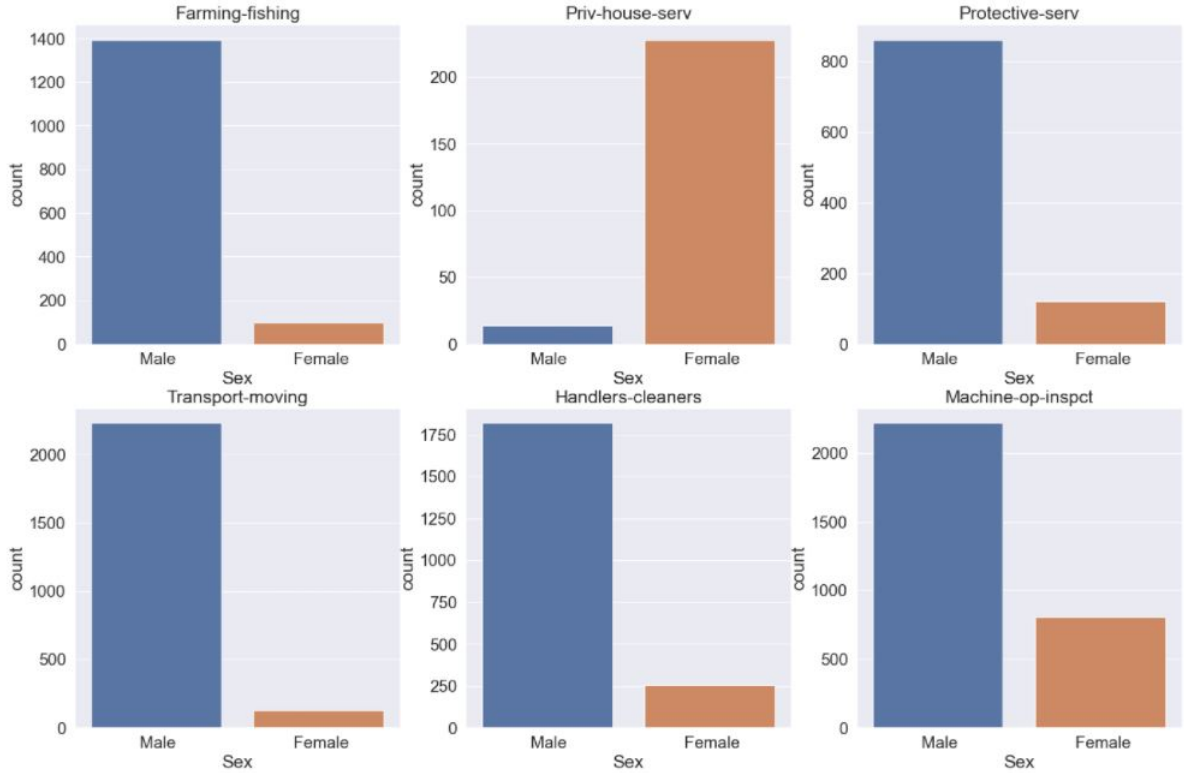 Farming-fishing
1400
1200
1000
800
600
400
200
0
count
Male
Female
Sex
Priv-house-serv
200
150
100
50
0
count
Male
Female
Sex
Protective-serv
800
600
400
200
0
count
Male
Female
Sex
Transport-moving
2000
1500
1000
500
0
count
Male
Female
Sex
Handlers-cleaners
1750
1500
1250
1000
750
500
250
0
count
Male
Female
Sex
Machine-op-inspct
2000
1500
1000
500
0
count
Male
Female
Sex